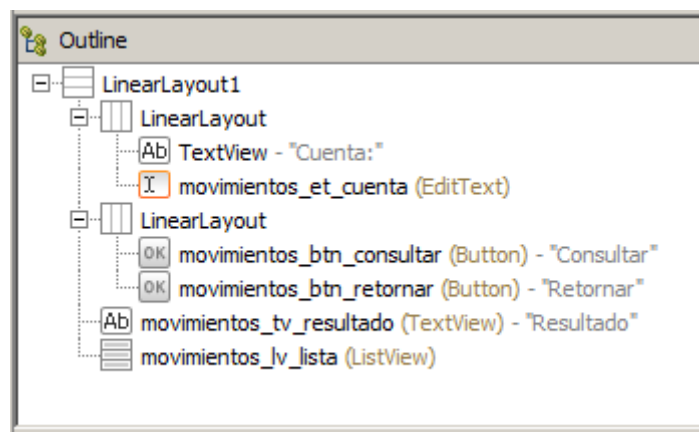 Outline
LinearLayout1
LinearLayout
Ab TextView - "Cuenta:"
movimientos_et_cuenta (EditText)
LinearLayout
OK movimientos_btn_consultar (Button) - "Consultar"
OK movimientos_btn_retornar (Button) - "Retornar"
Ab movimientos_tv_resultado (TextView) - "Resultado"
movimientos_lv_lista (ListView)